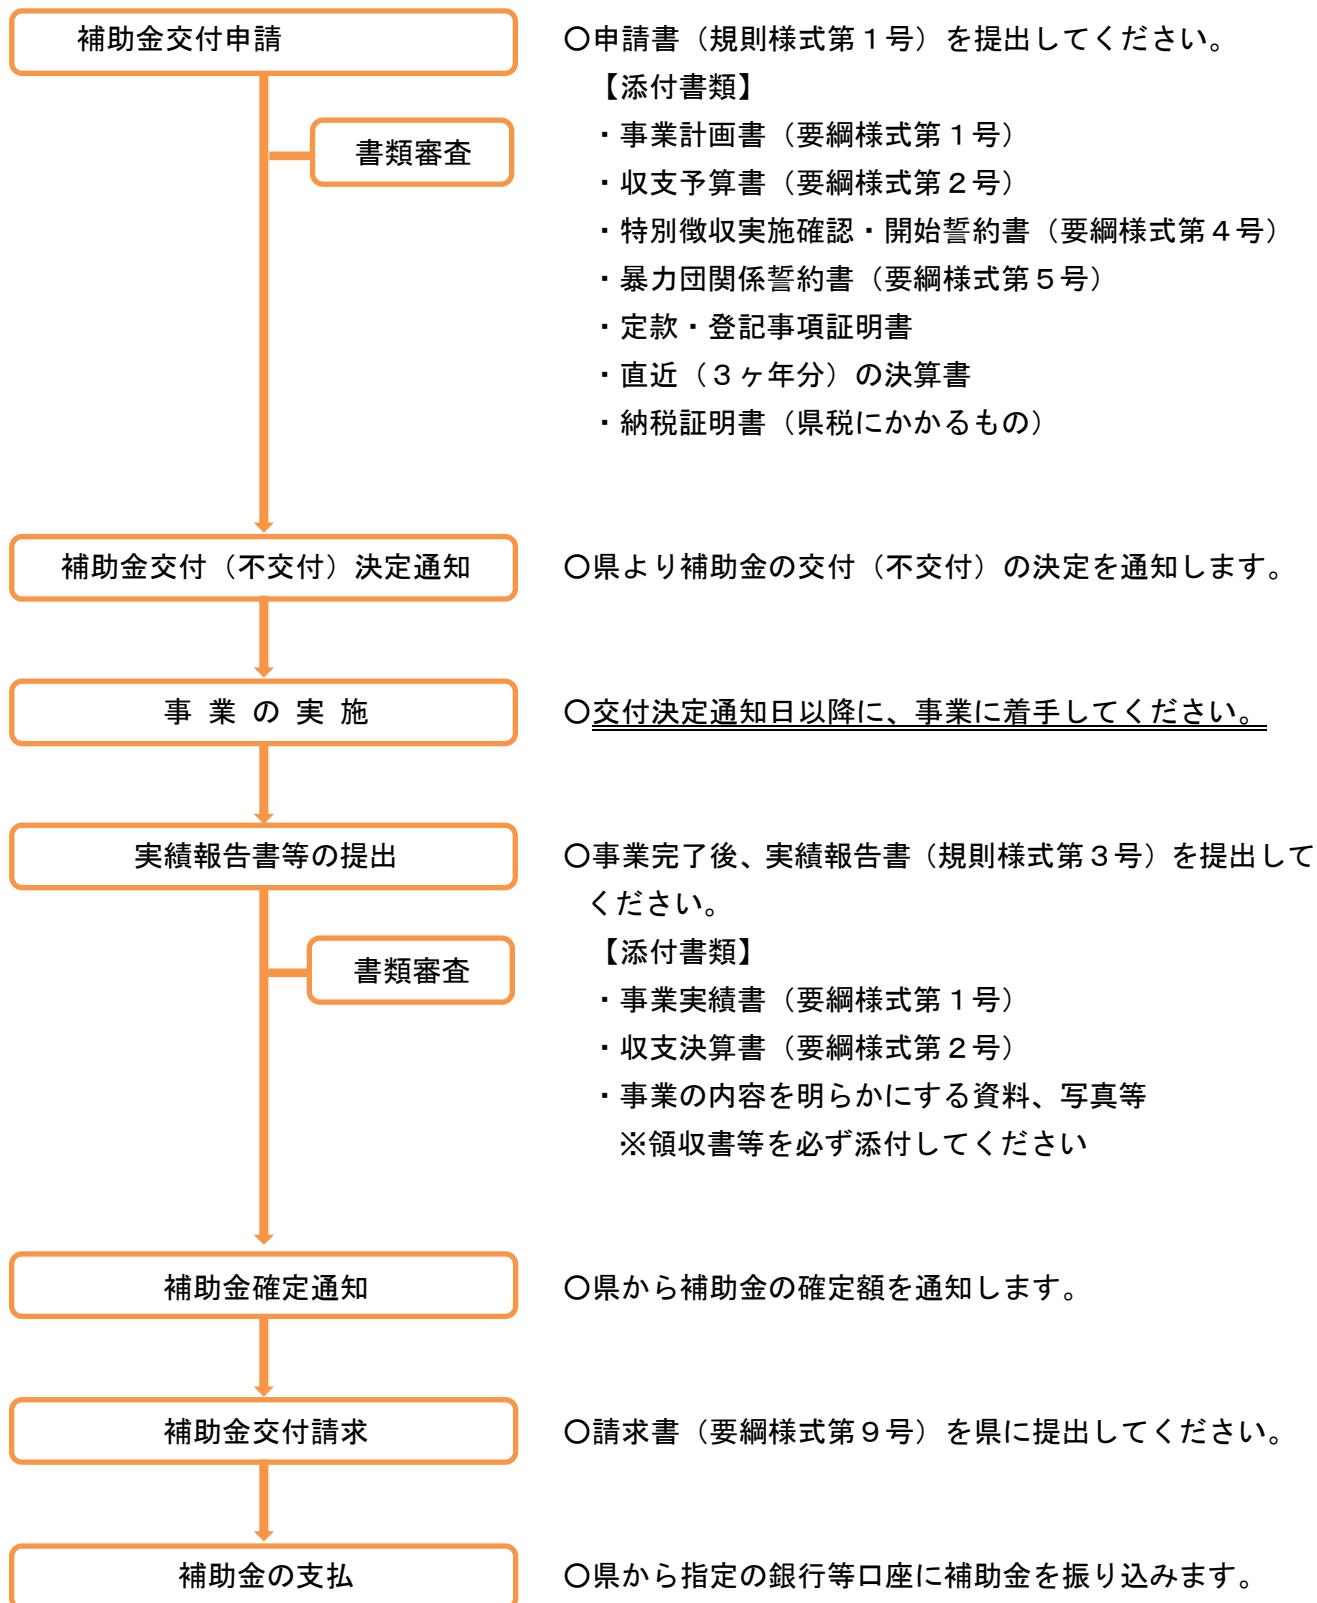 補助金交付申請
〇申請書（規則様式第１号）を提出してください。
【添付書類】
・事業計画書（要綱様式第１号）
書類審査
・収支予算書（要綱様式第２号）
・特別徴収実施確認・開始誓約書（要綱様式第４号）
・暴力団関係誓約書（要綱様式第５号）
・定款・登記事項証明書
・直近（３ヶ年分）の決算書
・納税証明書（県税にかかるもの）
補助金交付（不交付）決定通知
〇県より補助金の交付（不交付）の決定を通知します。
事 業 の 実 施
〇交付決定通知日以降に、事業に着手してください。
実績報告書等の提出
〇事業完了後、実績報告書（規則様式第３号）を提出して
ください。
【添付書類】
書類審査
・事業実績書（要綱様式第１号）
・収支決算書（要綱様式第２号）
・事業の内容を明らかにする資料、写真等
※領収書等を必ず添付してください
補助金確定通知
〇県から補助金の確定額を通知します。
補助金交付請求
〇請求書（要綱様式第９号）を県に提出してください。
補助金の支払
〇県から指定の銀行等口座に補助金を振り込みます。